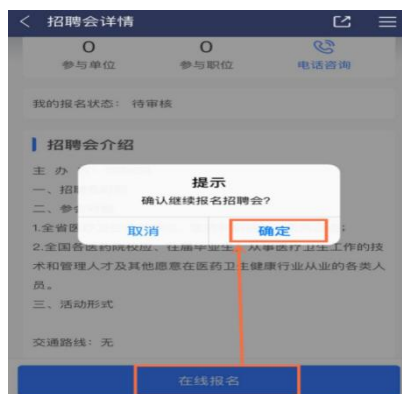 招聘会详情
0 0
参与单位 参与职位 电话咨询
我的报名状态：待审核
招聘会介绍
主 办
一、招聘
二、参会
提示
确认继续报名招聘会?
取消 确定
1.全省医
2.全国各医药院校应、往届毕业生、从事医疗卫生工作的技
术和管理人才及其他愿意在医药卫生健康行业从业的各类人
员。
三、活动形式
交通路线：无
在线报名